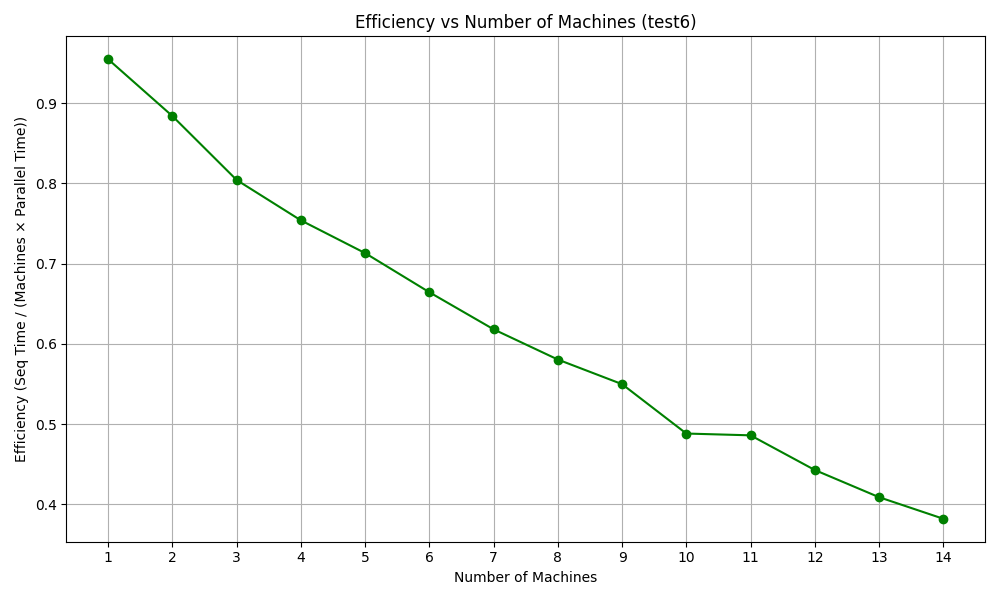 Efficiency vs Number of Machines (test6)
Efficiency (Seq Time / (Machines × Parallel Time))
0.9
0.8
0.7
0.6
0.5
0.4
1 2 3 4 5 6 7 8 9 10 11 12 13 14
Number of Machines